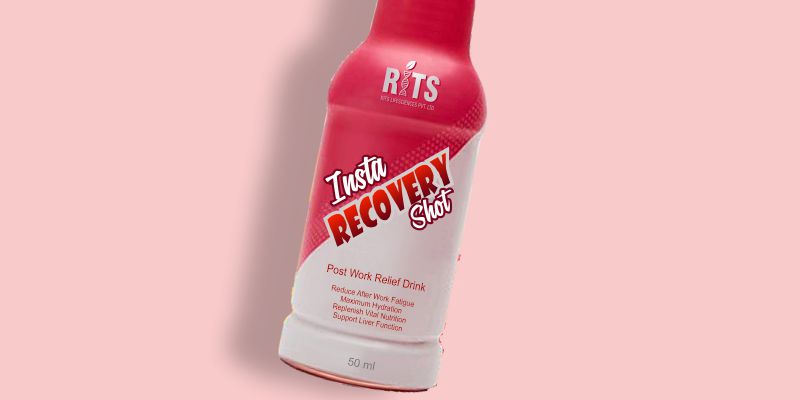 RITS
RITS LIFESCIENCES PVT. LTD.
Insta
RECOVERY
Shot
Post Work Relief Drink
Reduce After Work Fatigue
Maximum Hydration
Replenish Vital Nutrition
Support Liver Function
50 ml